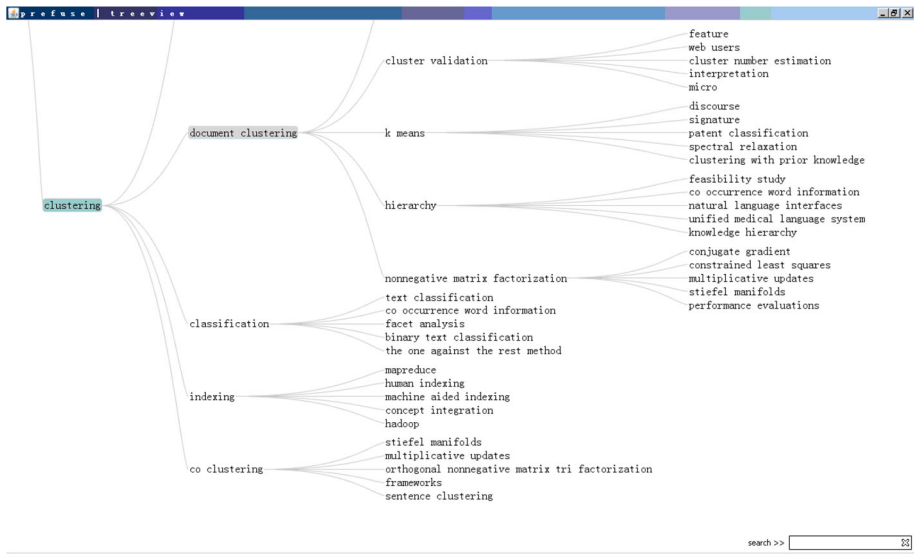 prefuse | treeview
clustering
document clustering
cluster validation
feature
web users
cluster number estimation
interpretation
micro
k means
discourse
signature
patent classification
spectral relaxation
clustering with prior knowledge
hierarchy
feasibility study
co occurrence word information
natural language interfaces
unified medical language system
knowledge hierarchy
nonnegative matrix factorization
conjugate gradient
constrained least squares
multiplicative updates
stiefel manifolds
performance evaluations
classification
text classification
co occurrence word information
facet analysis
binary text classification
the one against the rest method
indexing
mapreduce
human indexing
machine aided indexing
concept integration
hadoop
co clustering
stiefel manifolds
multiplicative updates
orthogonal nonnegative matrix tri factorization
frameworks
sentence clustering
search >>